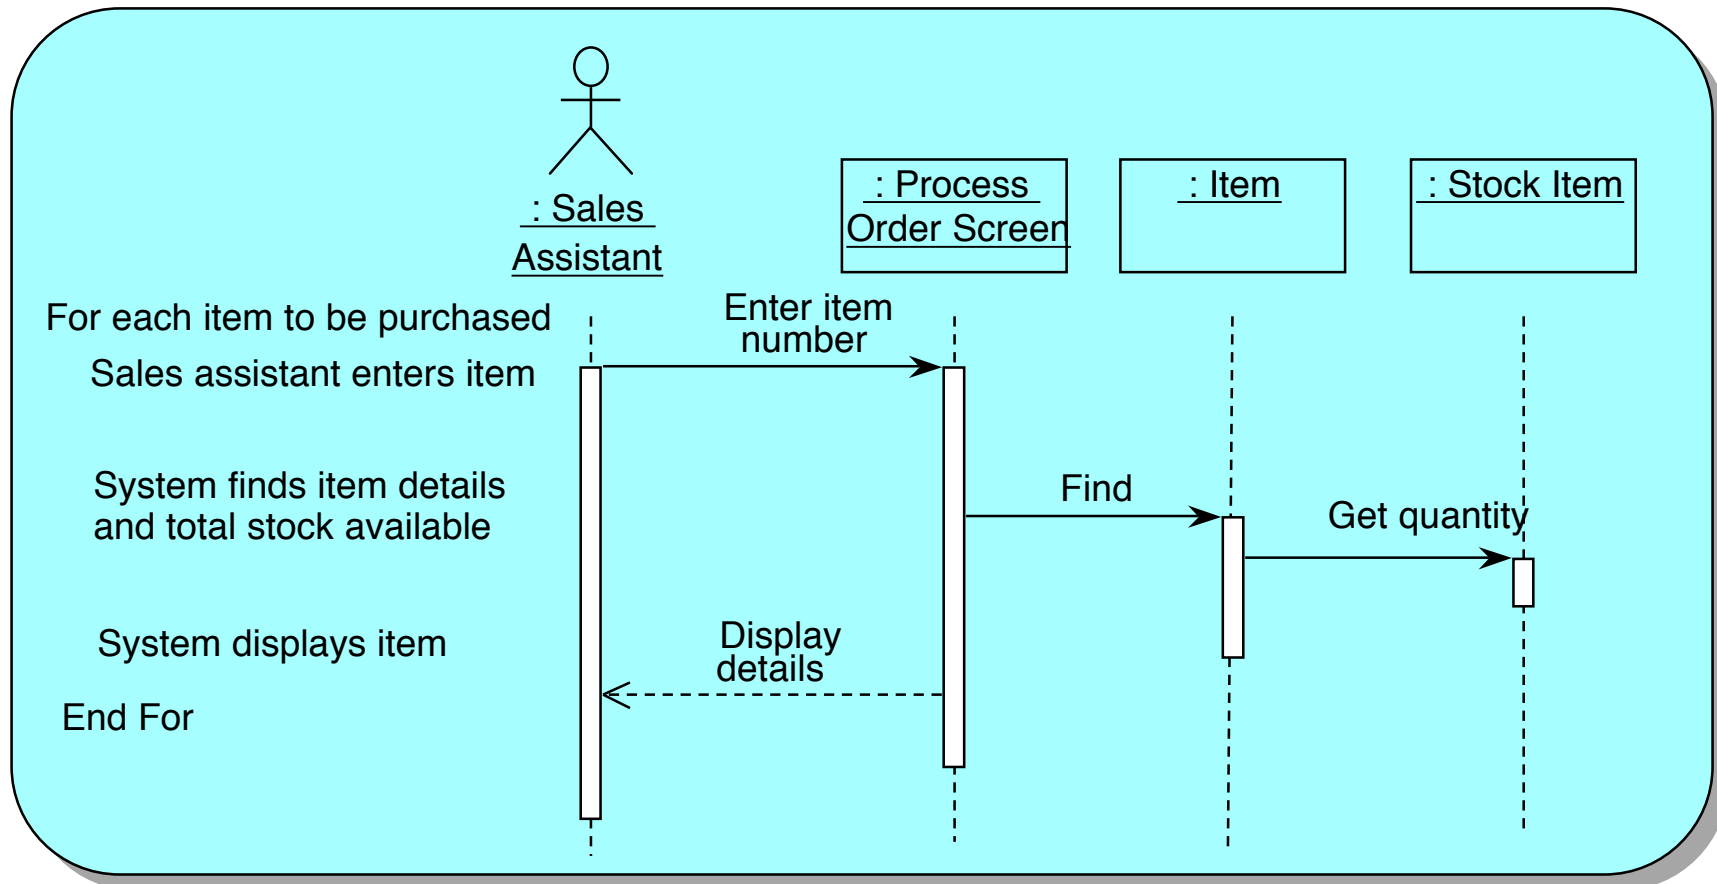 : Sales
Assistant
: Process
Order Screen
: Item
: Stock Item
For each item to be purchased
Enter item
number
Sales assistant enters item
System finds item details
and total stock available
Find
Get quantity
System displays item
Display
details
End For